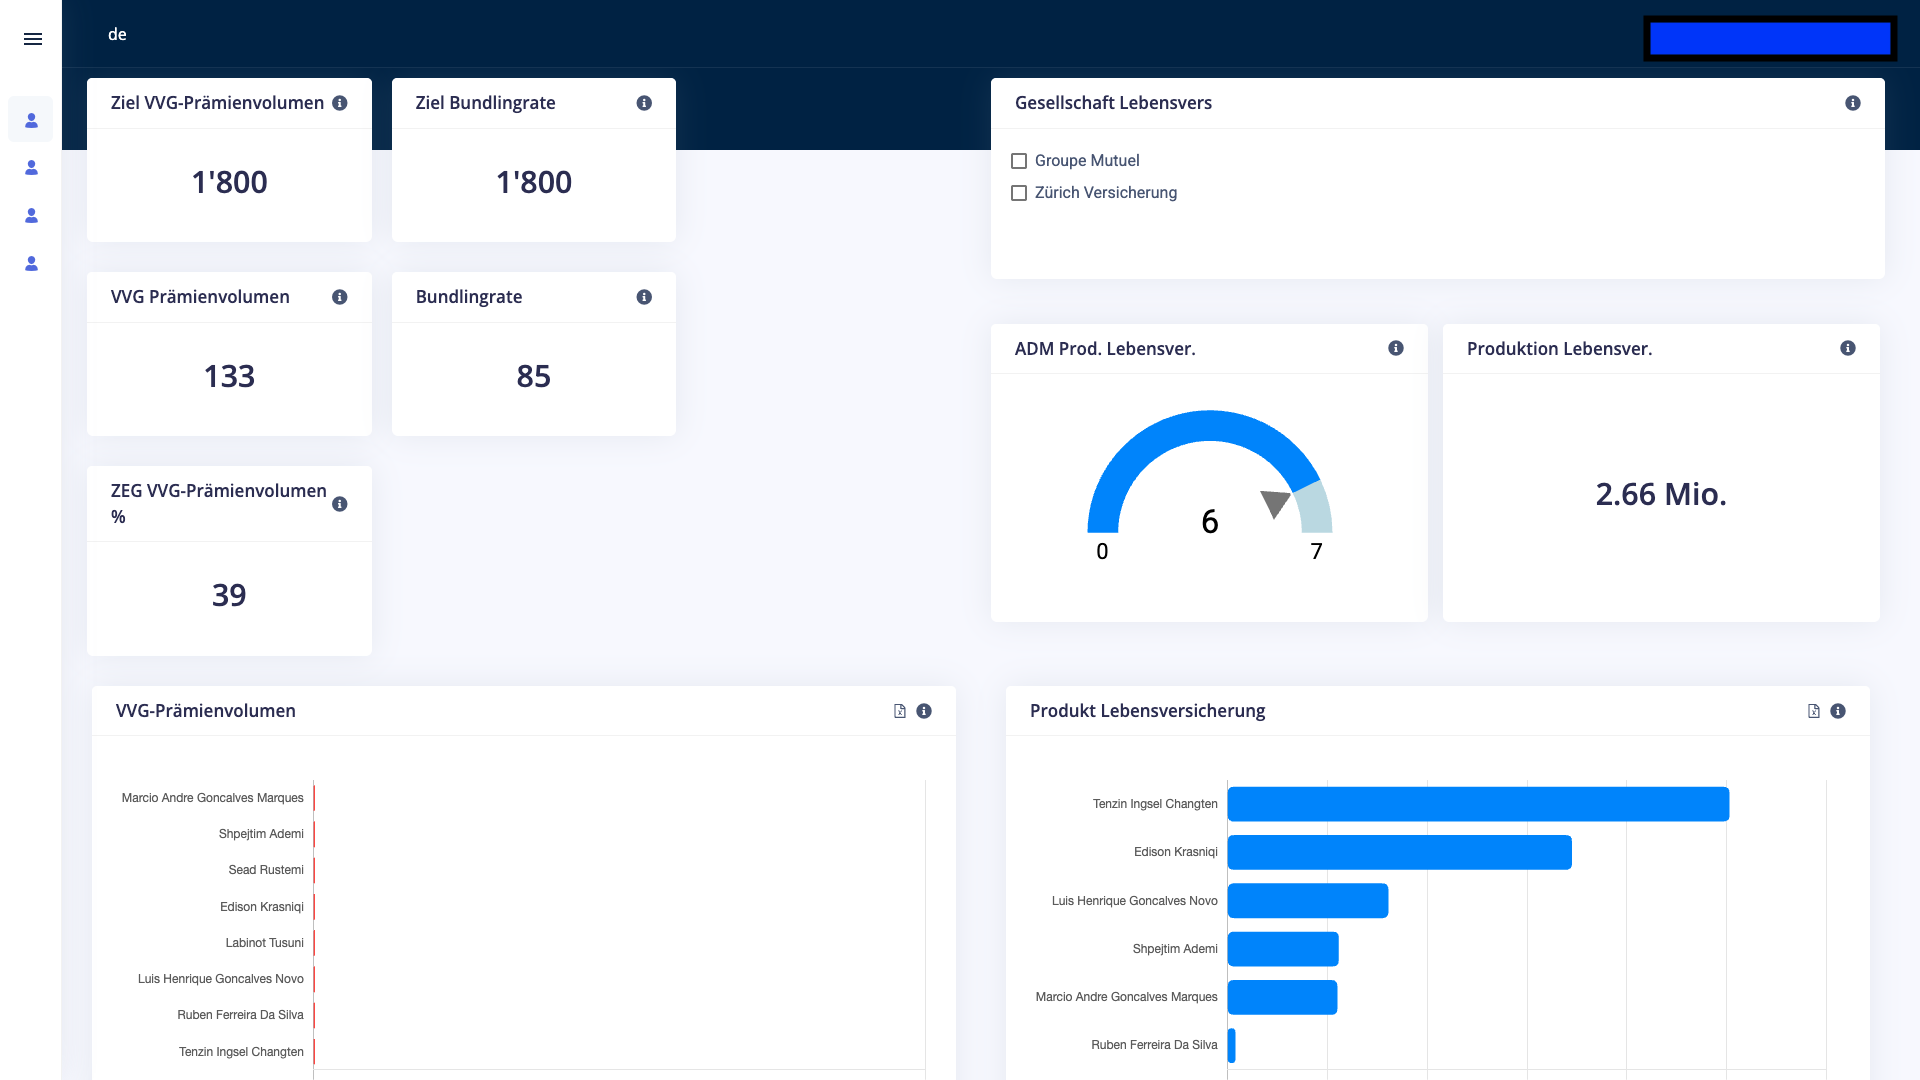 de
Ziel VVG-Prämienvolumen
1'800
Ziel Bundlingrate
1'800
Gesellschaft Lebensvers
Groupe Mutuel
Zürich Versicherung
VVG Prämienvolumen
133
Bundlingrate
85
ADM Prod. Lebensver.
6
0
7
Produktion Lebensver.
2.66 Mio.
ZEG VVG-Prämienvolumen
%
39
VVG-Prämienvolumen
Marcio Andre Goncalves Marques
Shpejtim Ademi
Sead Rustemi
Edison Krasniqi
Labinot Tusuni
Luis Henrique Goncalves Novo
Ruben Ferreira Da Silva
Tenzin Ingsel Changten
Produkt Lebensversicherung
Tenzin Ingsel Changten
Edison Krasniqi
Luis Henrique Goncalves Novo
Shpejtim Ademi
Marcio Andre Goncalves Marques
Ruben Ferreira Da Silva